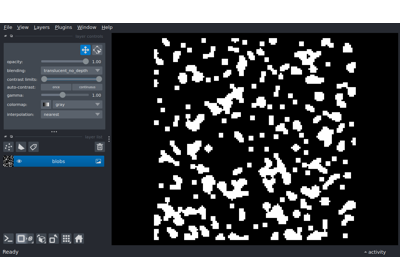 File View Layers Plugins Window Help
opacity: 1.00
blending: translucent_no_depth
contrast limits:
auto-contrast: once continuous
gamma: 1.00
colormap: gray
interpolation: nearest
blobs
Ready
activity